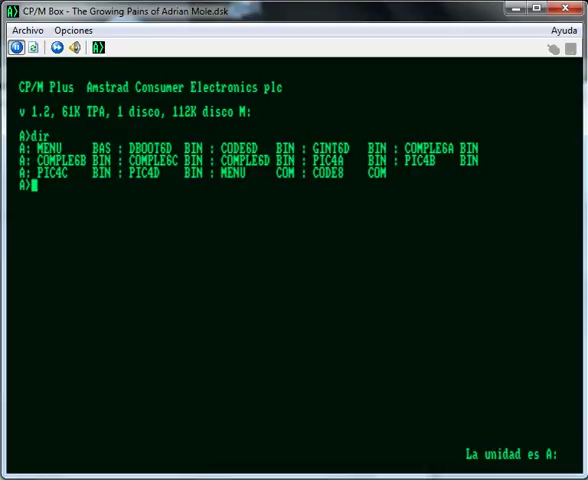 CP/M Box - The Growing Pains of Adrian Mole.dsk
Archivo Opciones Ayuda
A>
CP/M Plus Amstrad Consumer Electronics plc
v 1.2, 61K TPA, 1 disco, 112K disco M:
A>dir
A: MENU BAS : DBOOT6D BIN : CODE6D BIN : GINT6D BIN : COMPLE6A BIN
A: COMPLE6B BIN : COMPLE6C BIN : COMPLE6D BIN : PIC4A BIN : PIC4B BIN
A: PIC4C BIN : PIC4D BIN : MENU COM : CODE8 COM
A>
La unidad es A: